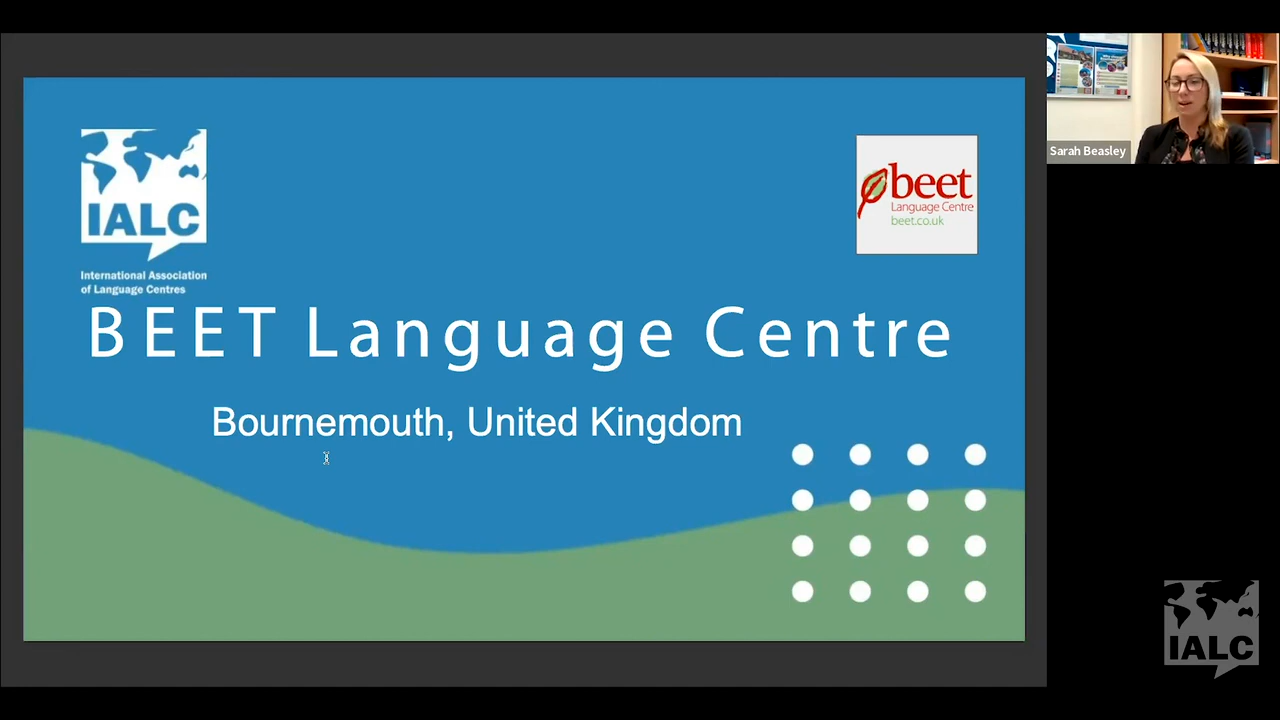 IALC
International Association
of Language Centres
beet
Language Centre
beet.co.uk
BEET Language Centre
Bournemouth, United Kingdom
Sarah Beasley
IALC